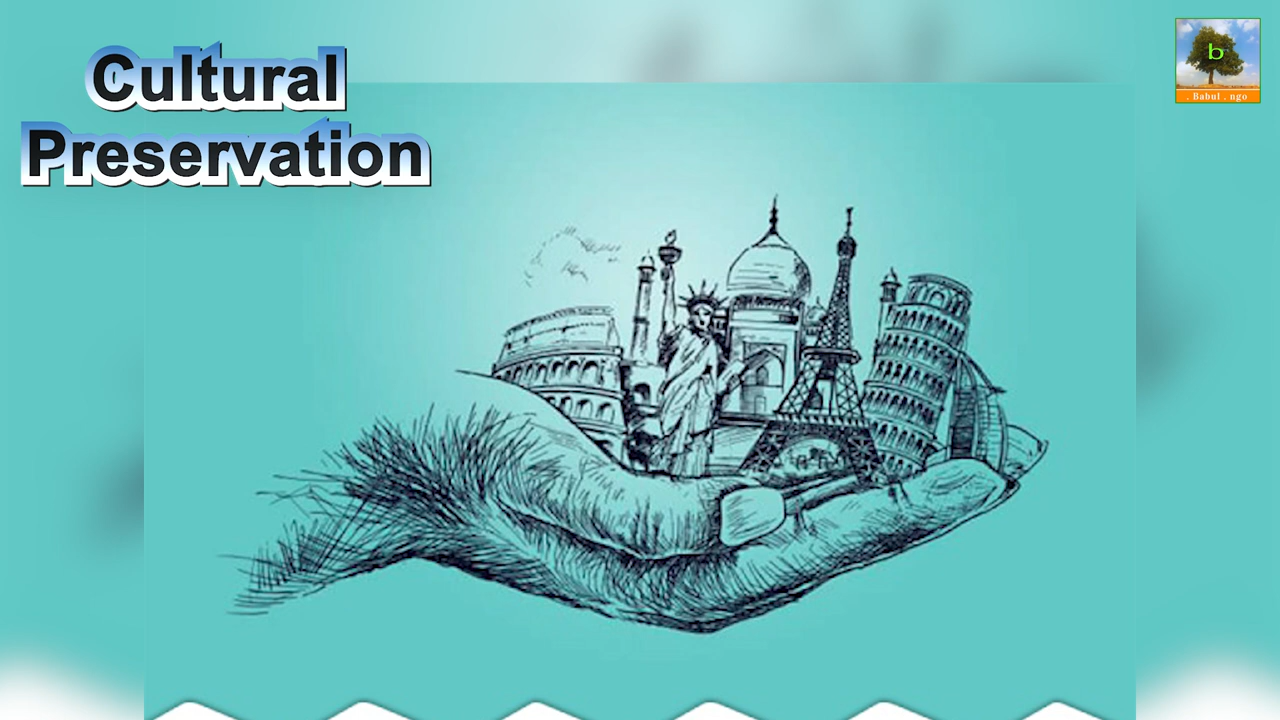 Cultural
Preservation
b
. Babul . ngo